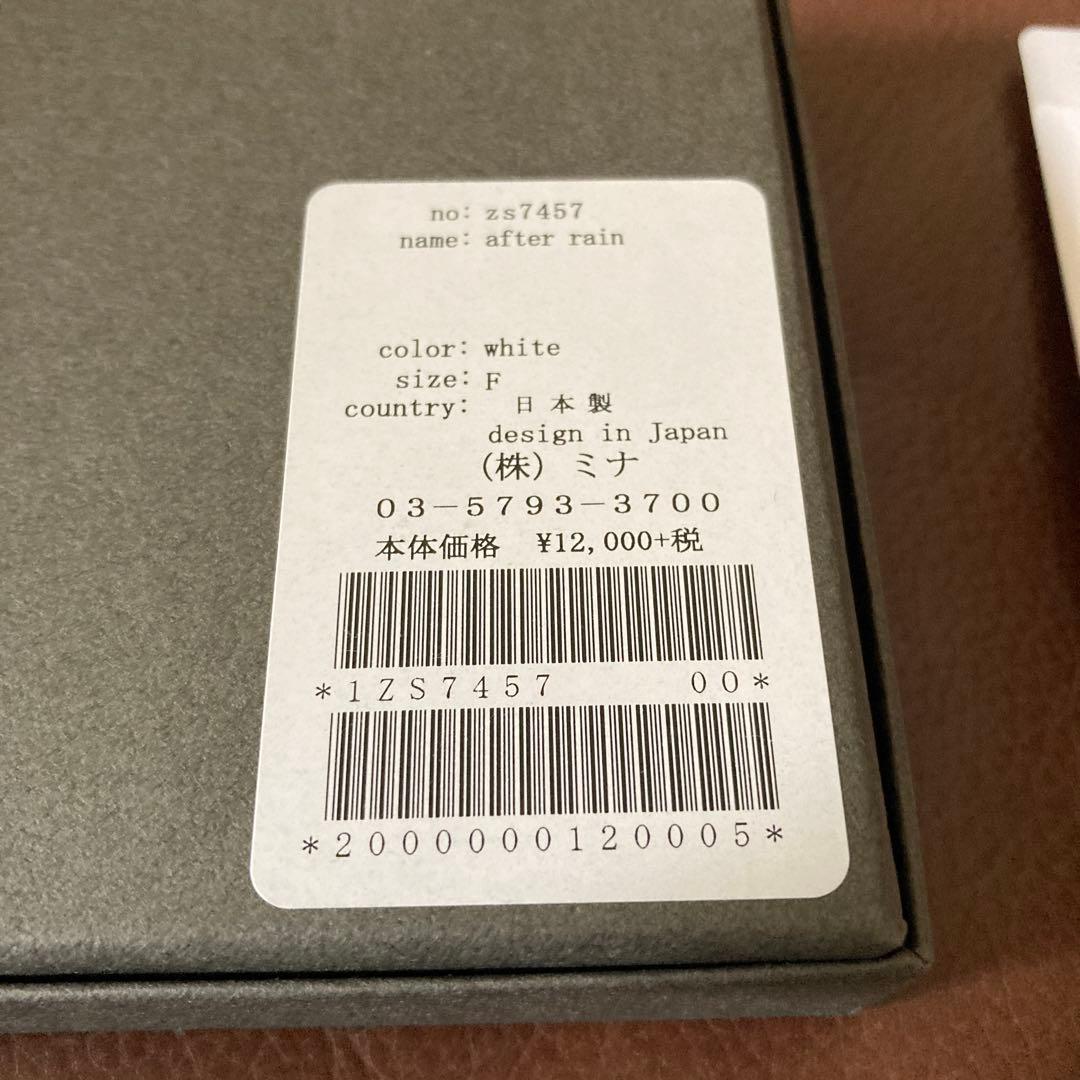 no: zs7457
name: after rain
color: white
size: F
country: 日本製
design in Japan
(株) ミナ
03-5793-3700
本体価格 ¥12,000+税
*1ZS7457 00*
*2000000120005*